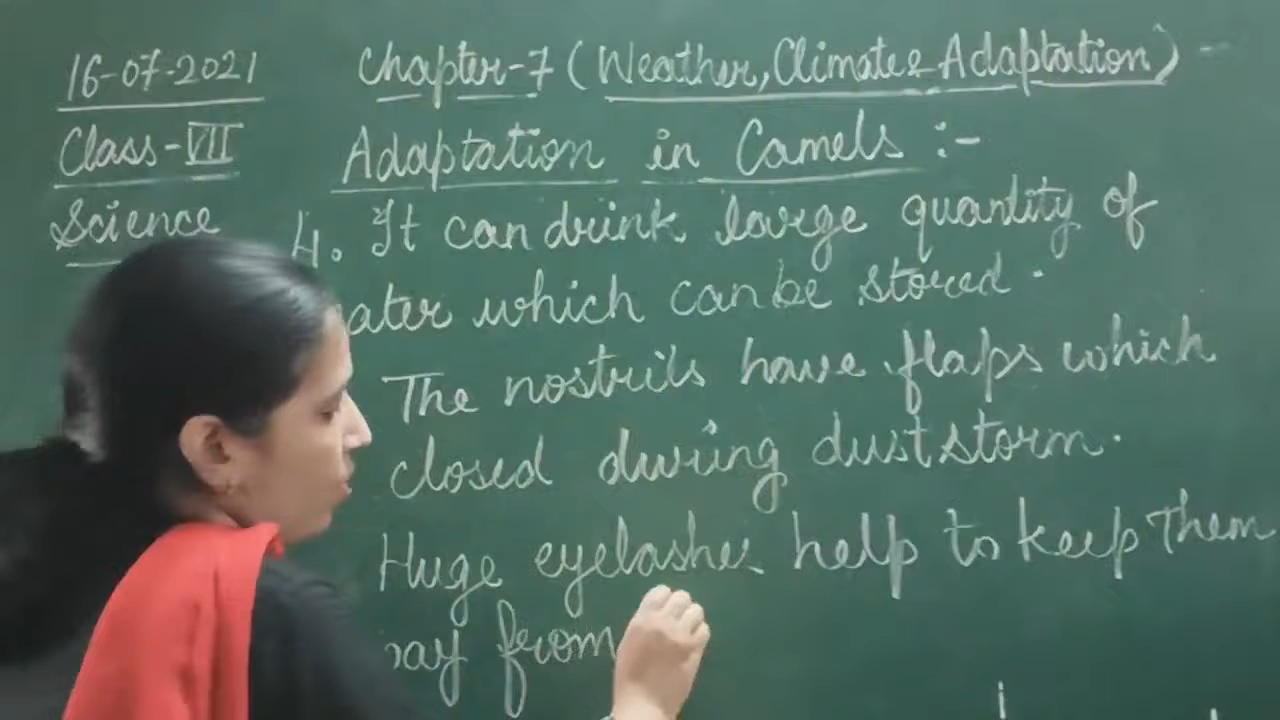 16-07-2021
Chapter-7 (Weather, Climate & Adaptation)
Class-VII
Adaptation in Camels :-
Science
4. It can drink large quantity of
ater which can be stored.
The nostrils have flaps which
closed during duststorm.
Huge eyelashes help to keep them
ay from